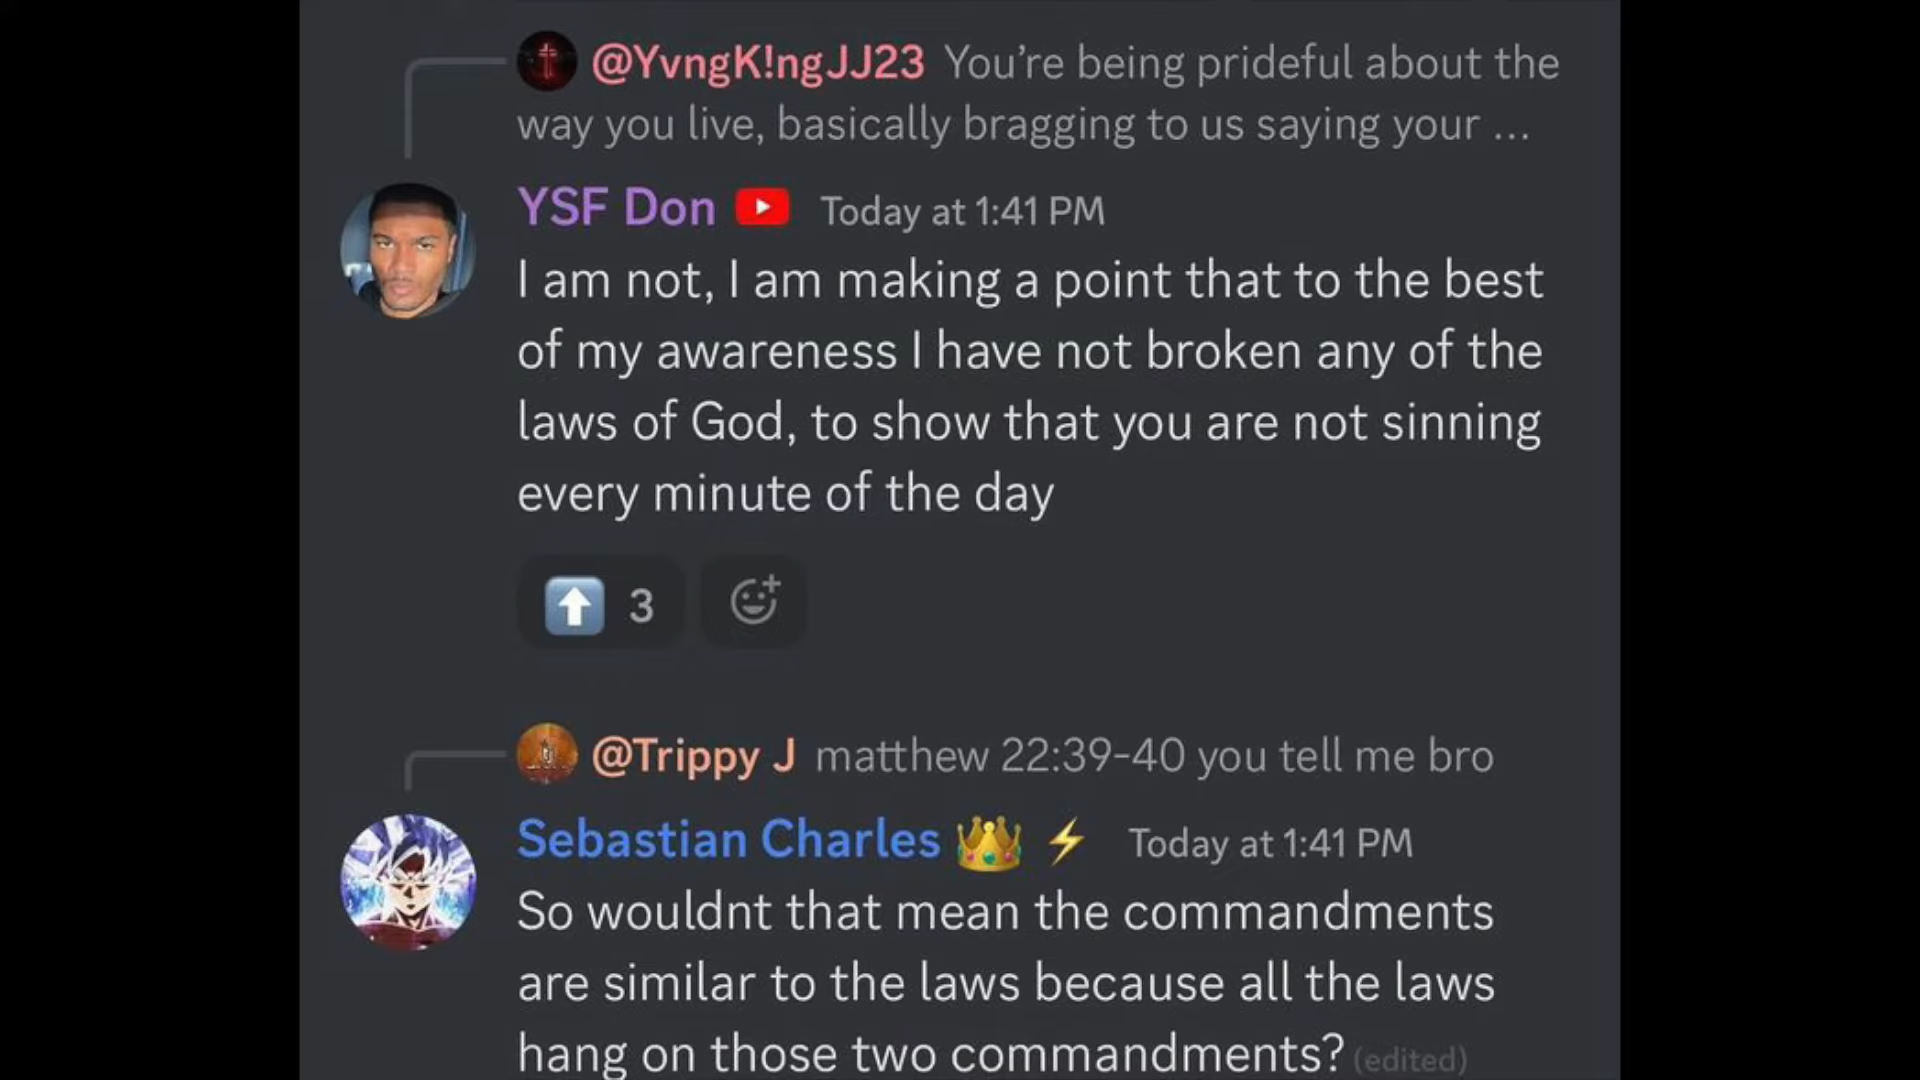 @YvngK!ngJJ23 You’re being prideful about the
way you live, basically bragging to us saying your ...
YSF Don Today at 1:41 PM
I am not, I am making a point that to the best
of my awareness I have not broken any of the
laws of God, to show that you are not sinning
every minute of the day
3
@Trippy J matthew 22:39-40 you tell me bro
Sebastian Charles Today at 1:41 PM
So wouldnt that mean the commandments
are similar to the laws because all the laws
hang on those two commandments? (edited)